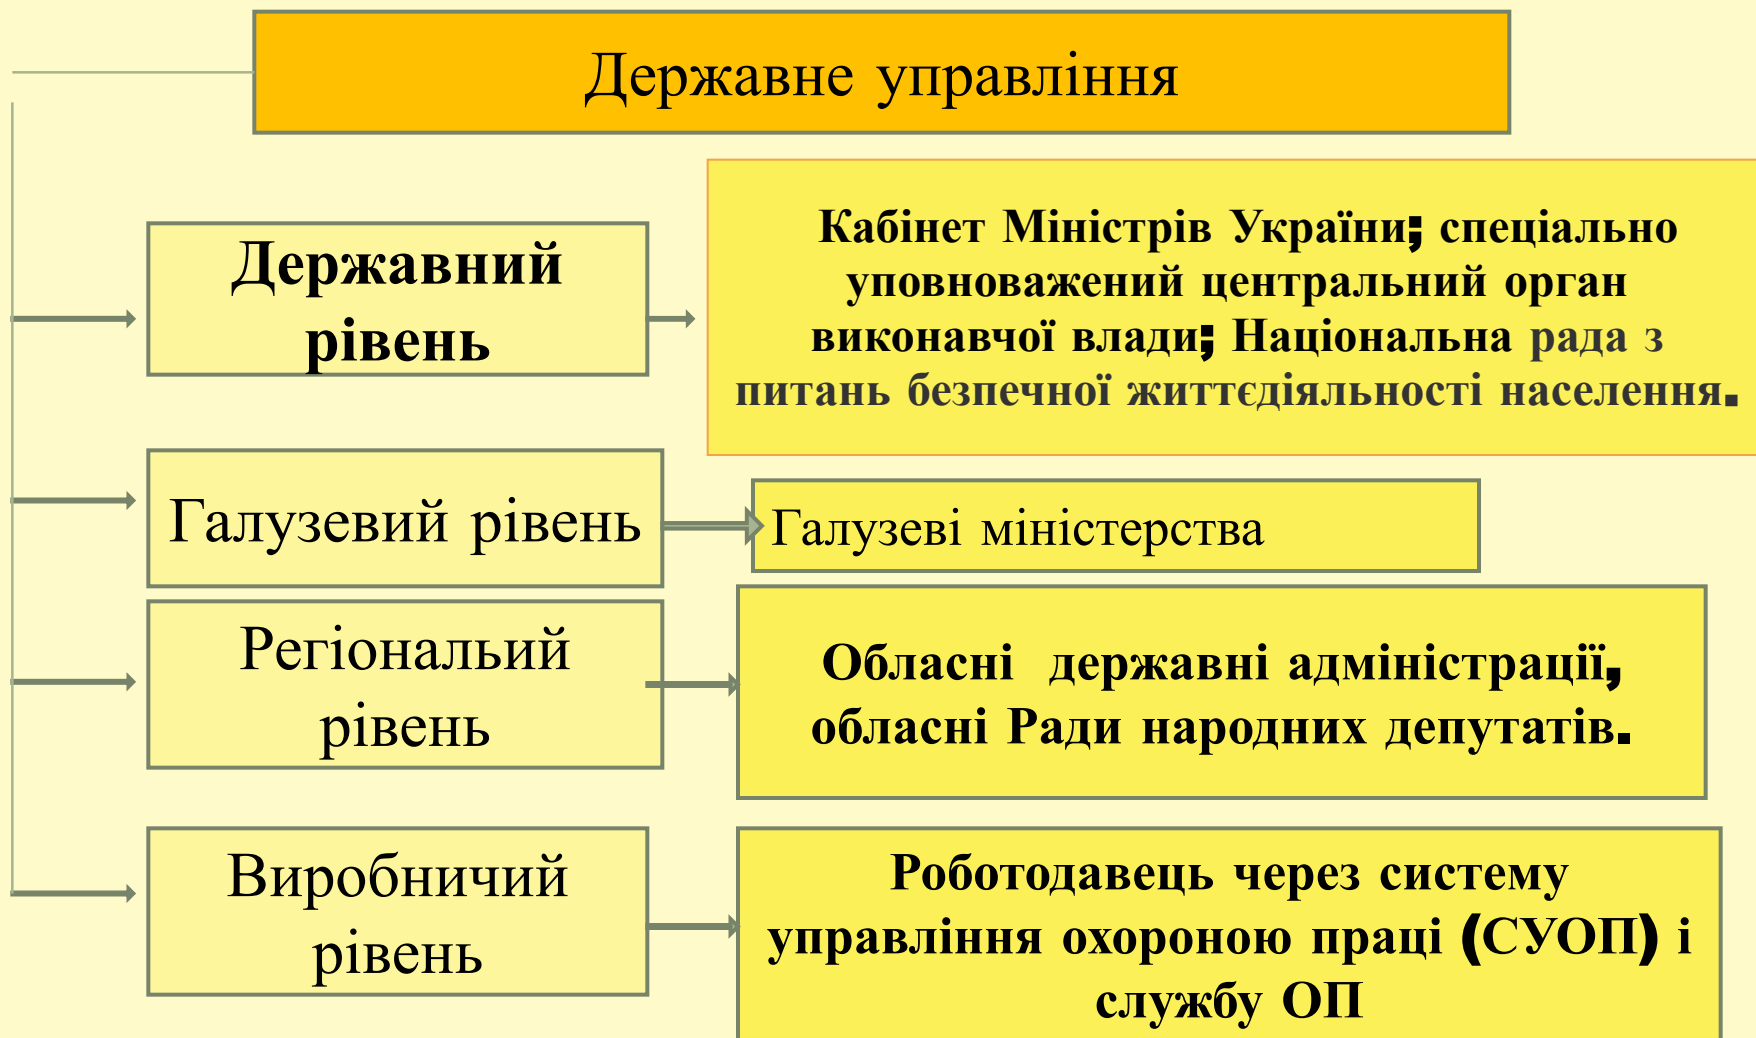 Державне управління
Державний
рівень
Кабінет Міністрів України; спеціально
уповноважений центральний орган
виконавчої влади; Національна рада з
питань безпечної життєдіяльності населення.
Галузевий рівень
Галузеві міністерства
Регіональий
рівень
Обласні державні адміністрації,
обласні Ради народних депутатів.
Виробничий
рівень
Роботодавець через систему
управління охороною праці (СУОП) і
службу ОП